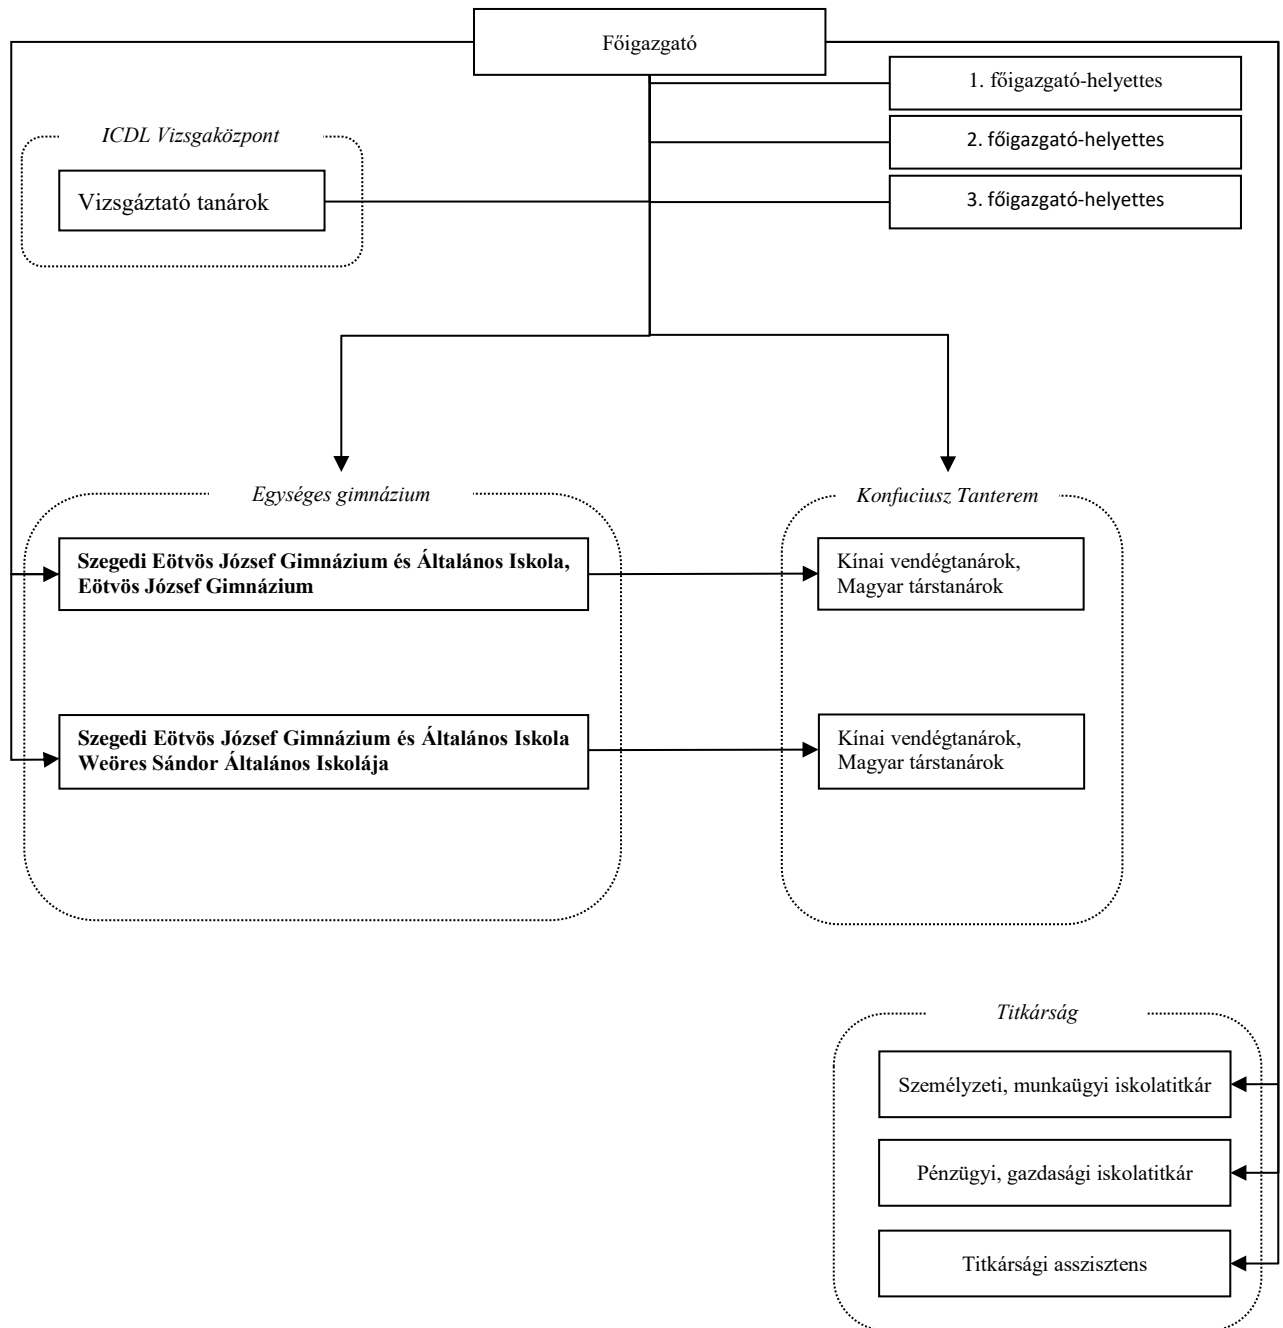 Főigazgató
1. főigazgató-helyettes
ICDL Vizsgaközpont
2. főigazgató-helyettes
Vizsgáztató tanárok
3. főigazgató-helyettes
Egységes gimnázium
Konfuciusz Tanterem
Szegedi Eötvös József Gimnázium és Általános Iskola,
Eötvös József Gimnázium
Kínai vendégtanárok,
Magyar társtanárok
Szegedi Eötvös József Gimnázium és Általános Iskola
Weöres Sándor Általános Iskolája
Kínai vendégtanárok,
Magyar társtanárok
Titkárság
Személyzeti, munkaügyi iskolatitkár
Pénzügyi, gazdasági iskolatitkár
Titkársági asszisztens